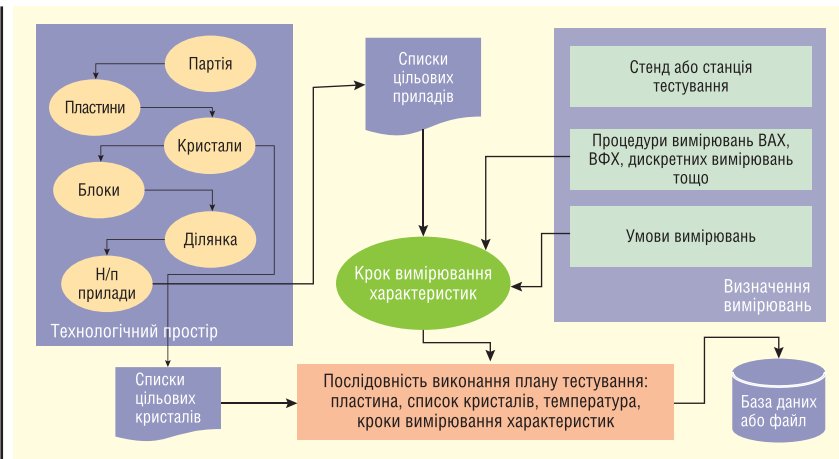 Партія
Пластини
Кристали
Блоки
Ділянка
Н/п
прилади
Технологічний простір
Списки
цільових
приладів
Стенд або станція
тестування
Процедури вимірювань ВАХ,
ВФХ, дискретних вимірювань
тощо
Умови вимірювань
Визначення
вимірювань
Крок вимірювання
характеристик
Списки
цільових
кристалів
Послідовність виконання плану тестування:
пластина, список кристалів, температура,
кроки вимірювання характеристик
База даних
або файл